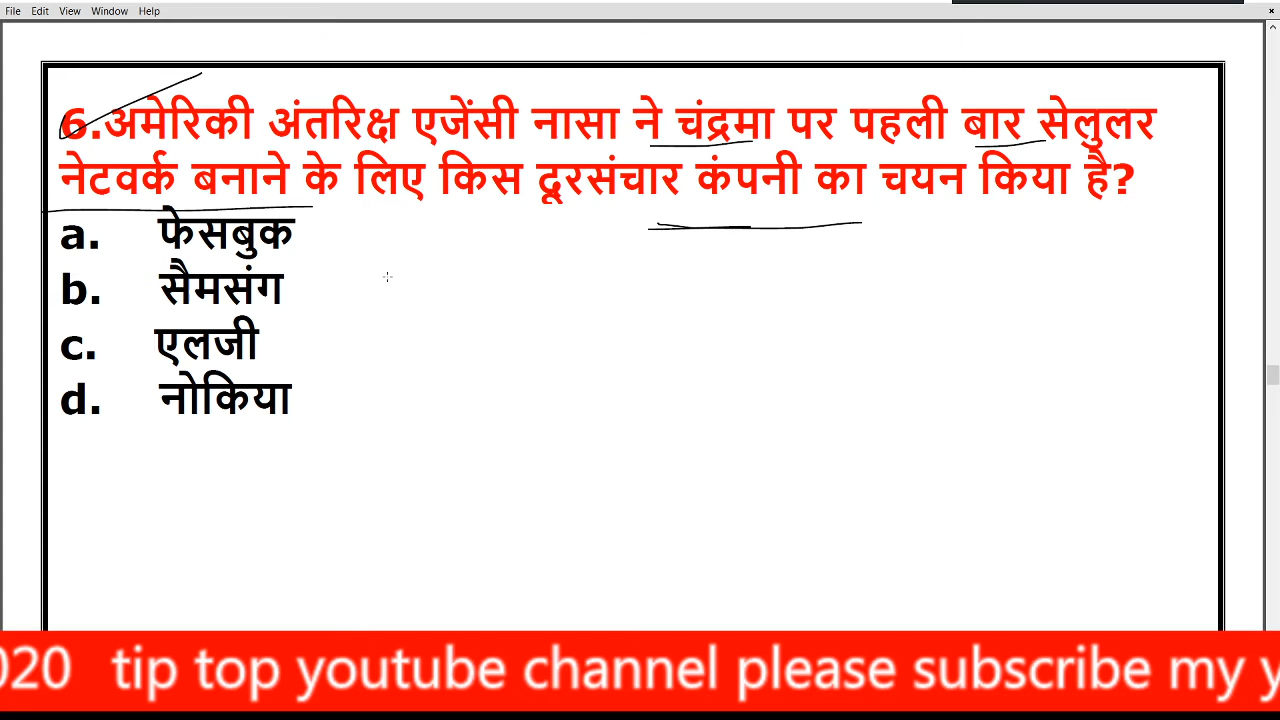 File Edit View Window Help
6.अमेरिकी अंतरिक्ष एजेंसी नासा ने चंद्रमा पर पहली बार सेलुलर
नेटवर्क बनाने के लिए किस दूरसंचार कंपनी का चयन किया है?
a. फेसबुक
b. सैमसंग
c. एलजी
d. नोकिया
020 tip top youtube channel please subscribe my y